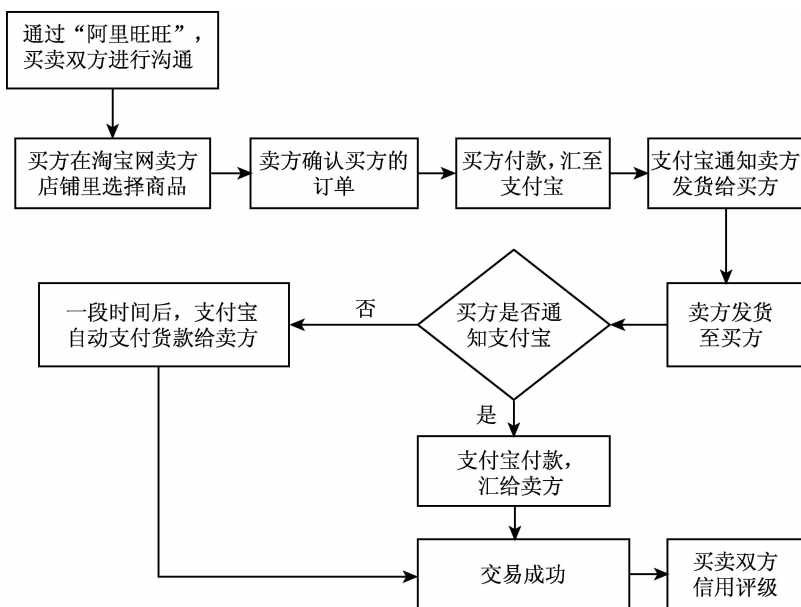 通过“阿里旺旺”，
买卖双方进行沟通
买方在淘宝网卖方
店铺里选择商品
卖方确认买方的
订单
买方付款，汇至
支付宝
支付宝通知卖方
发货给买方
卖方发货
至买方
买方是否通
知支付宝
否
一段时间后，支付宝
自动支付货款给卖方
是
支付宝付款，
汇给卖方
交易成功
买卖双方
信用评级